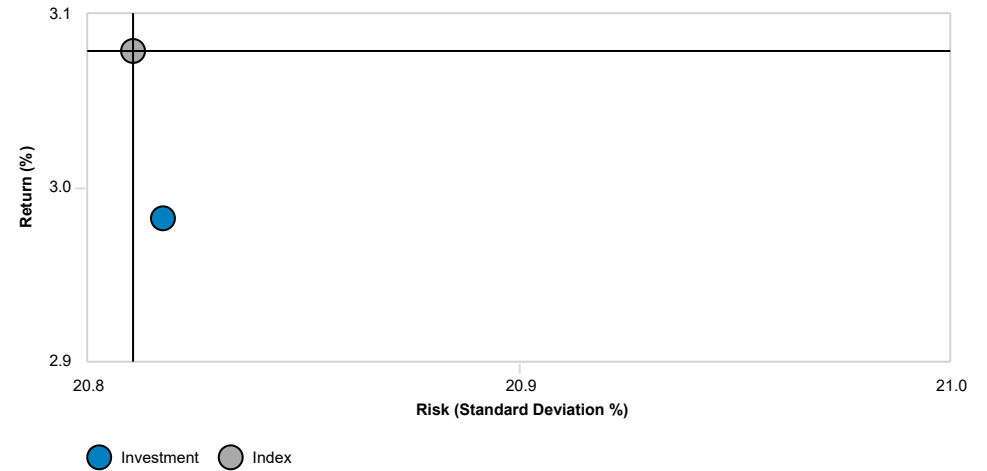 3.1
3.0
2.9
Return (%)
20.8 20.9 21.0
Risk (Standard Deviation %)
Investment Index